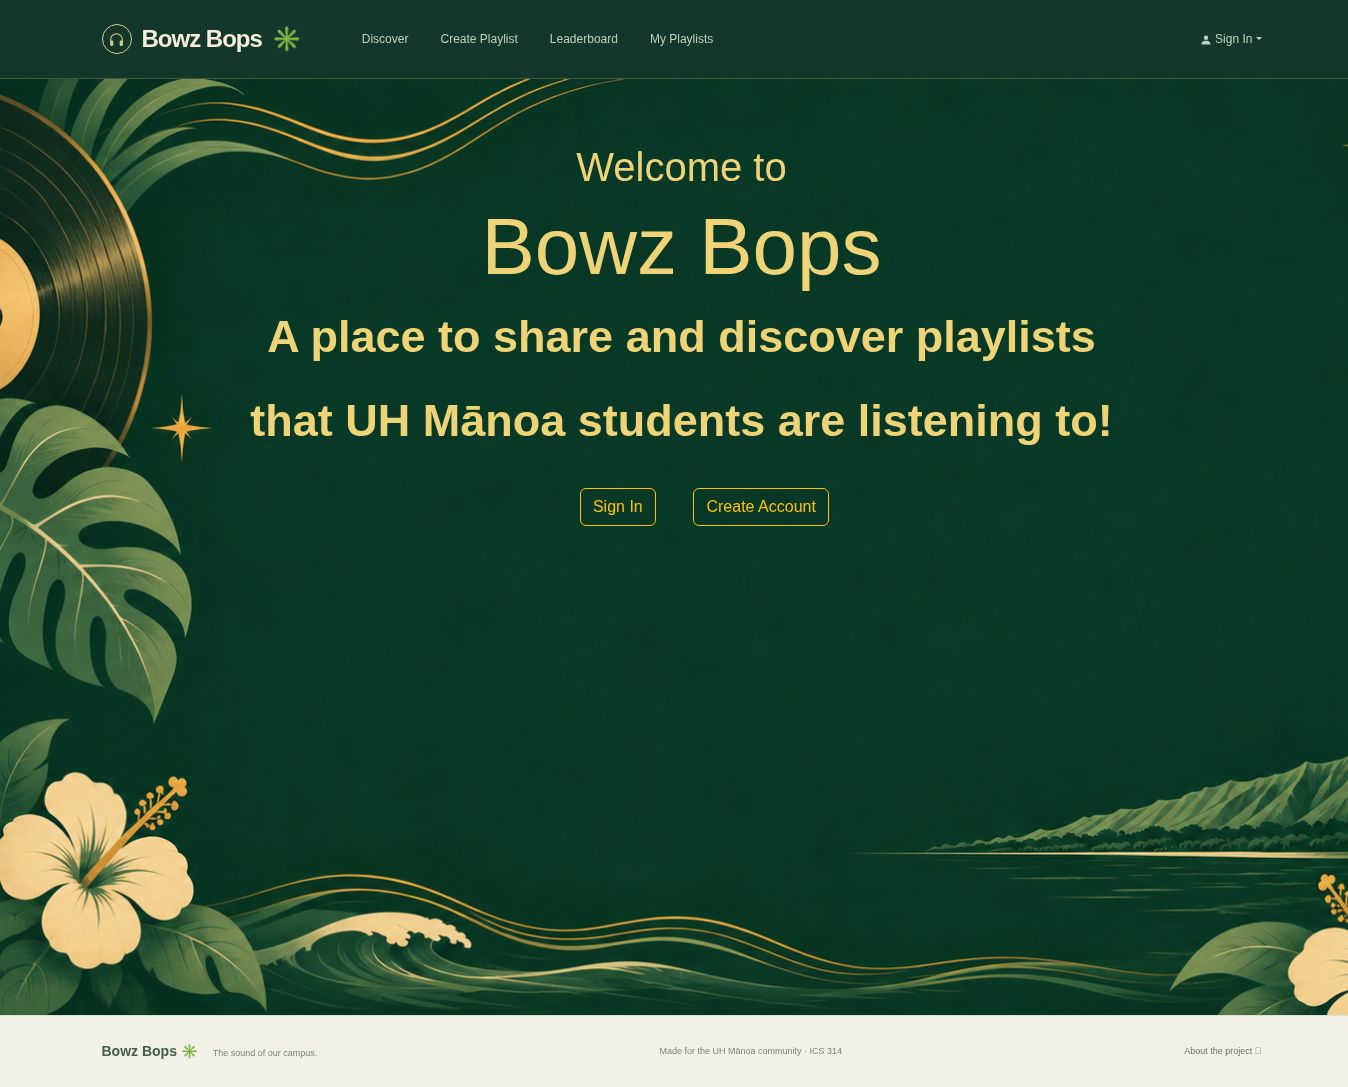 Bowz Bops ✳️
Discover
Create Playlist
Leaderboard
My Playlists
Sign In
Welcome to
Bowz Bops
A place to share and discover playlists
that UH Mānoa students are listening to!
Sign In
Create Account
Bowz Bops ✳️
The sound of our campus.
Made for the UH Mānoa community · ICS 314
About the project